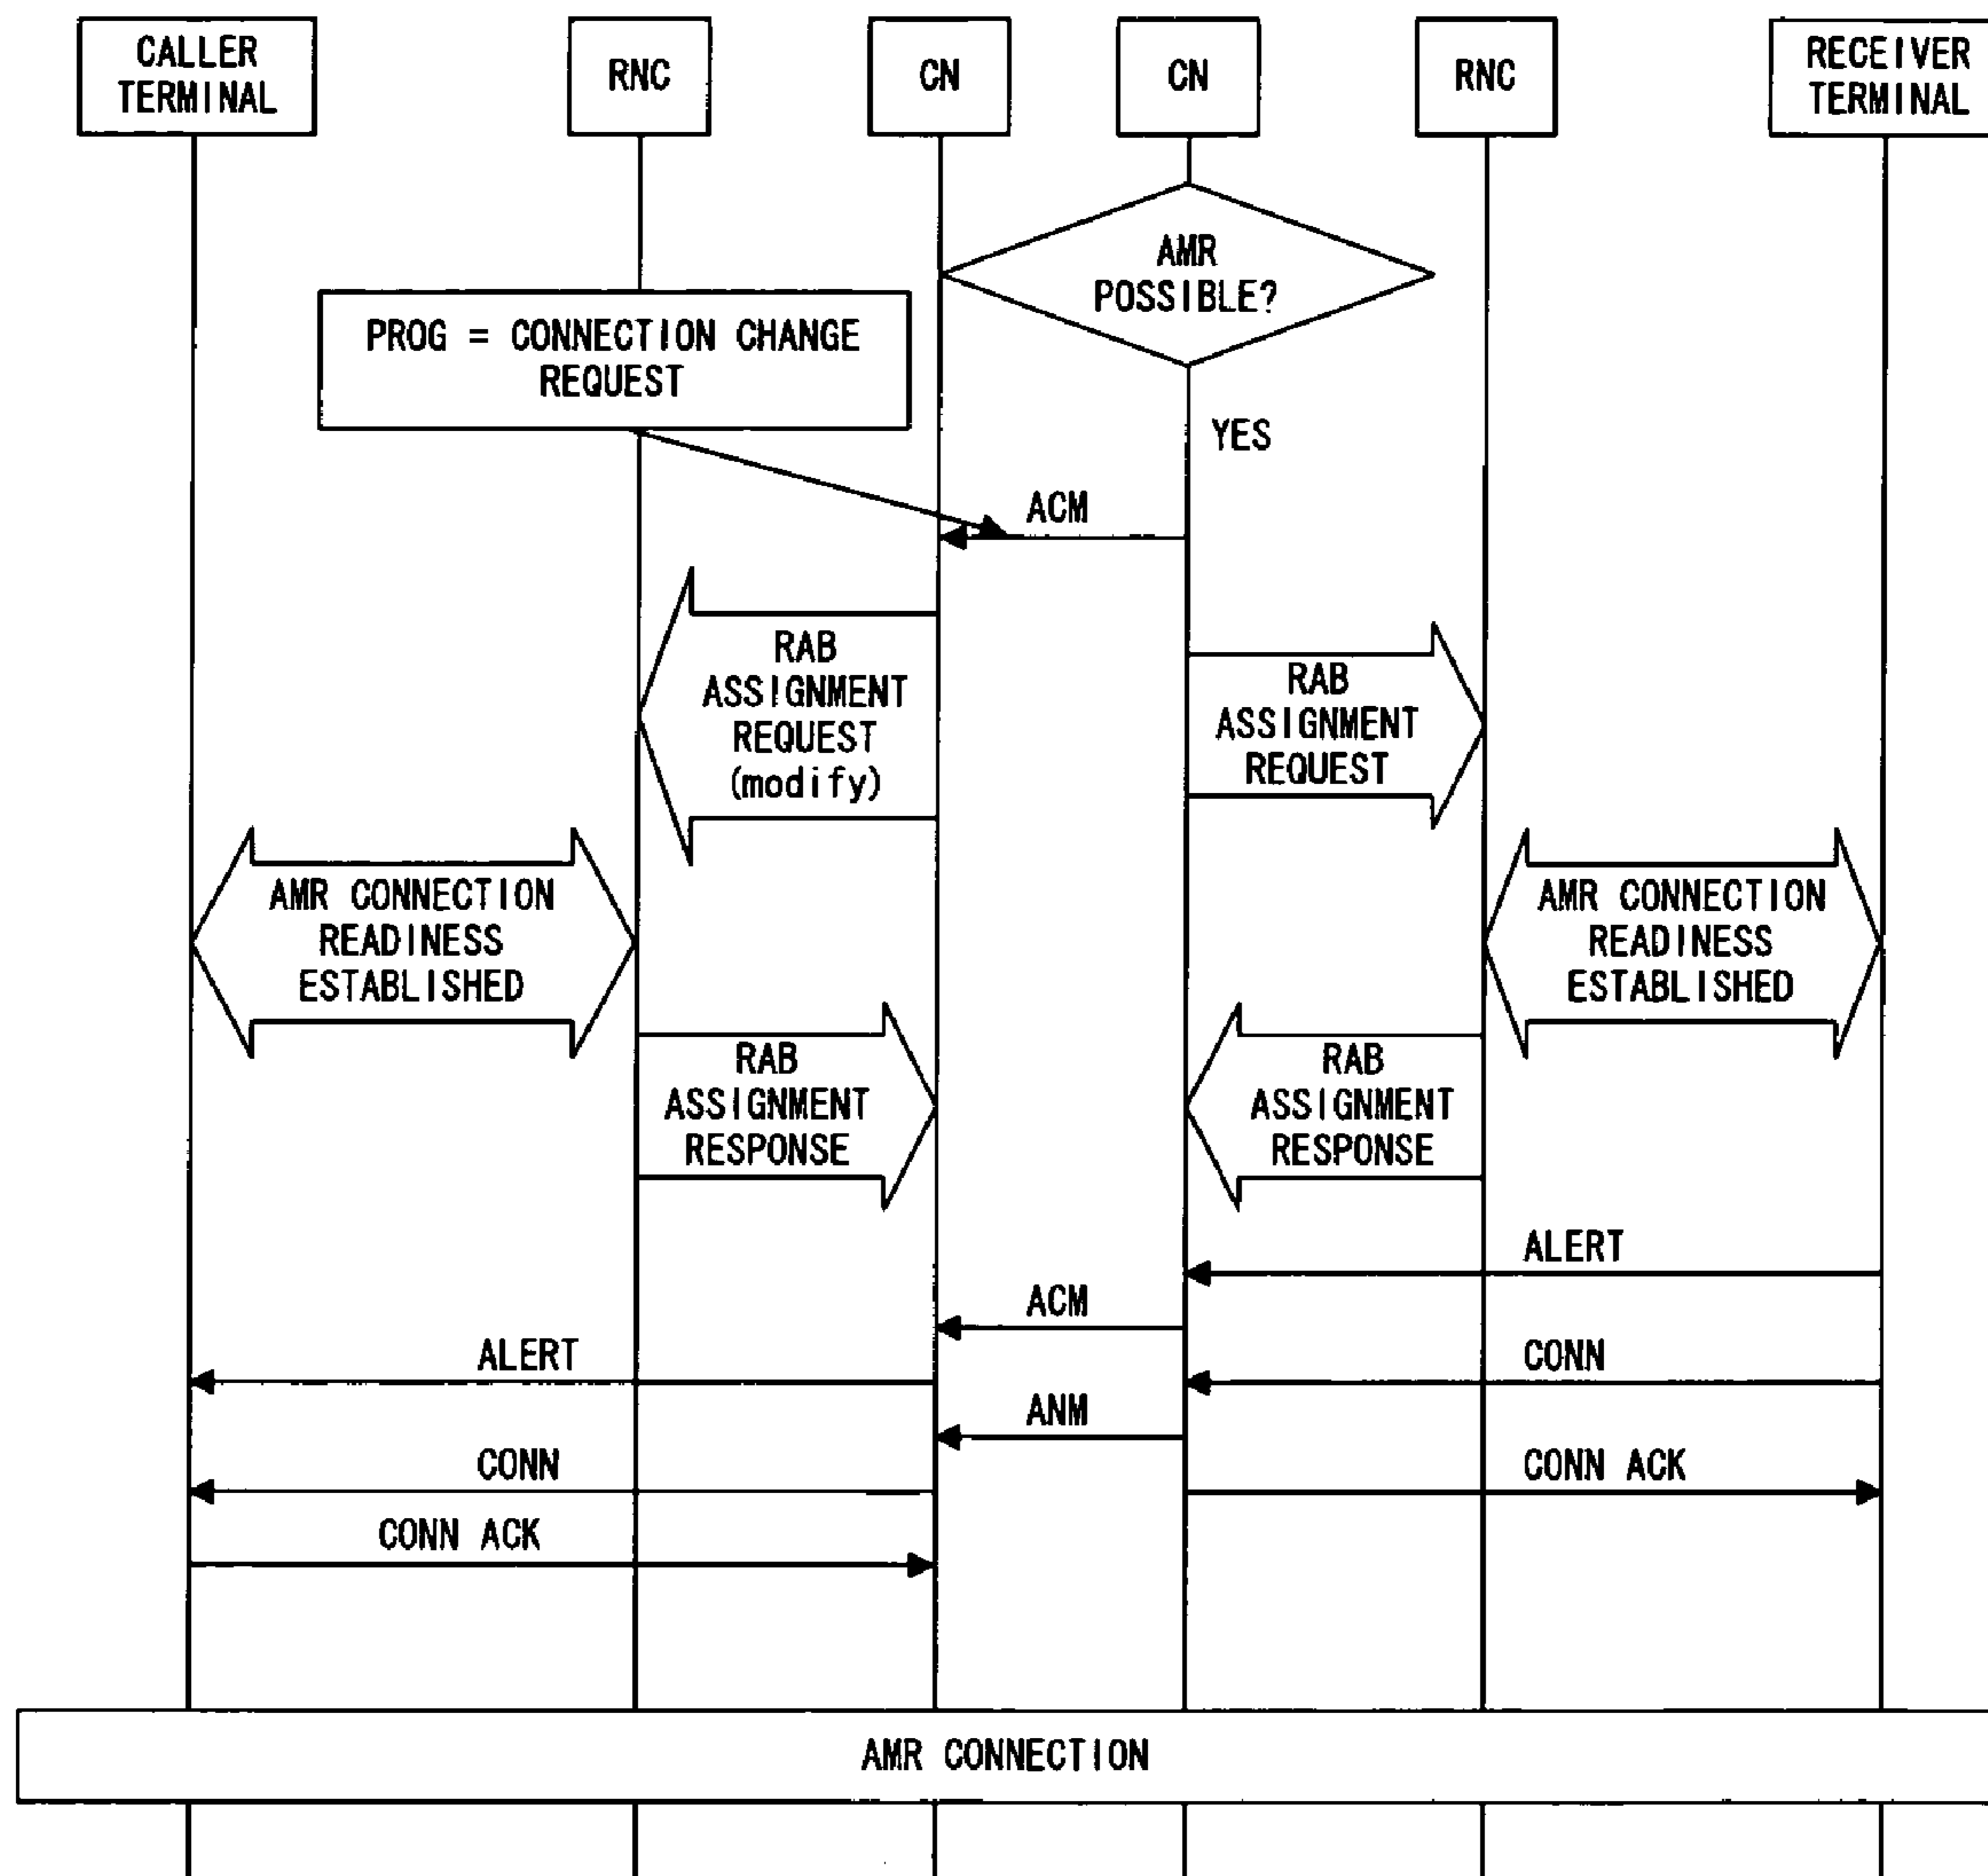 CALLER
TERMINAL
RNC
CN
CN
RNC
RECEIVER
TERMINAL
AMR
POSSIBLE?
PROG = CONNECTION CHANGE
REQUEST
YES
ACM
RAB
ASSIGNMENT
REQUEST
(modify)
RAB
ASSIGNMENT
REQUEST
AMR CONNECTION
READINESS
ESTABLISHED
AMR CONNECTION
READINESS
ESTABLISHED
RAB
ASSIGNMENT
RESPONSE
RAB
ASSIGNMENT
RESPONSE
ALERT
ACM
ALERT
CONN
ANM
CONN
CONN ACK
CONN ACK
AMR CONNECTION